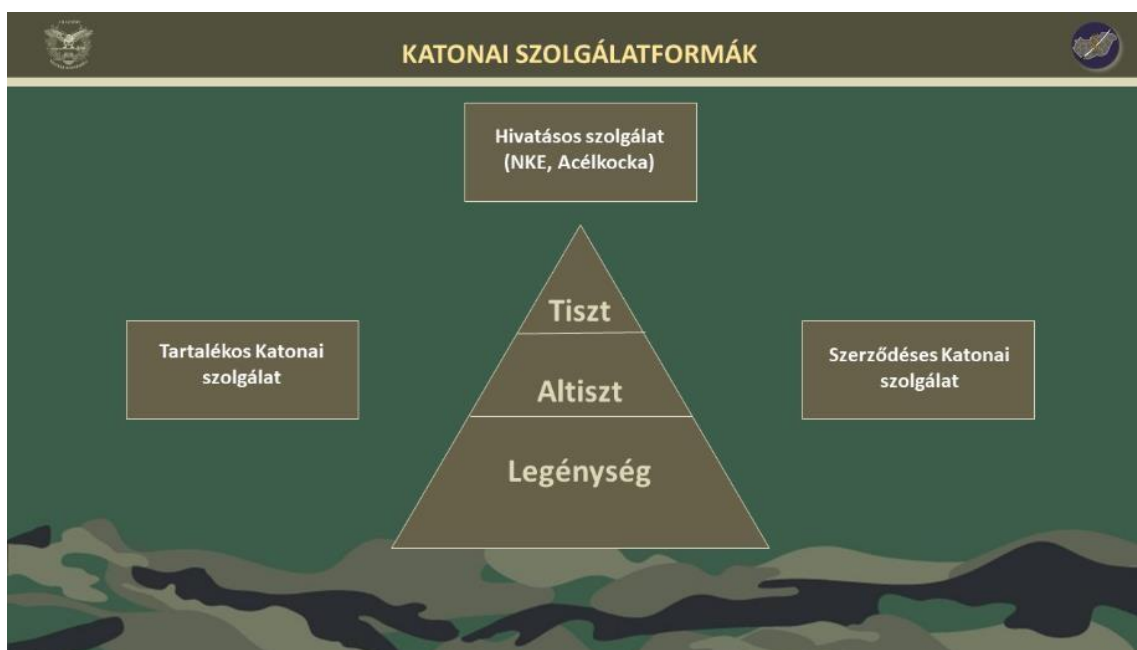 KATONAI SZOLGÁLATFORMÁK
Hivatásos szolgálat
(NKE, Acélkocka)
Tiszt
Tartalékos Katonai
szolgálat
Szerződéses Katonai
szolgálat
Altiszt
Legénység